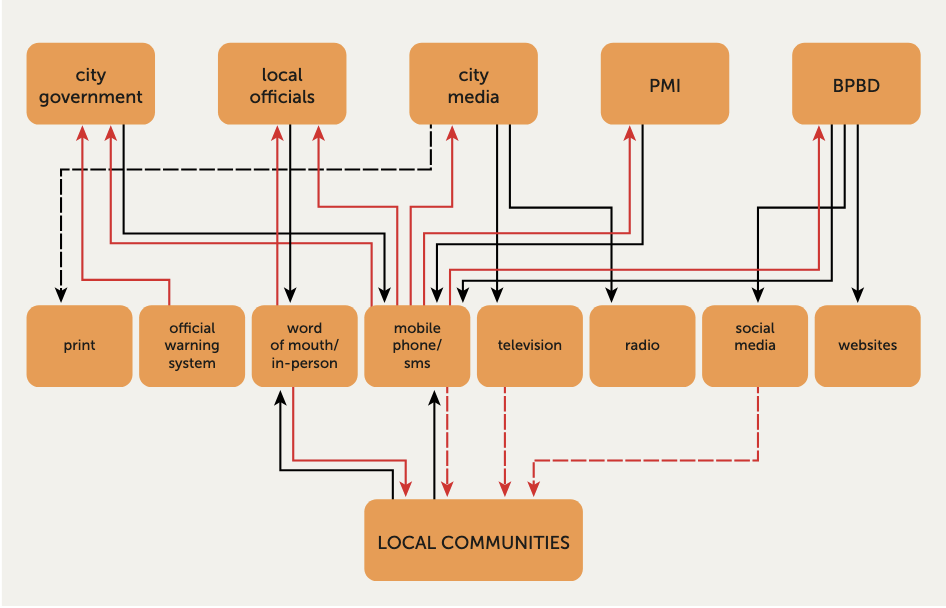 city
government
local
officials
city
media
PMI
BPBD
print
official
warning
system
word
of mouth/
in-person
mobile
phone/
sms
television
radio
social
media
websites
LOCAL COMMUNITIES